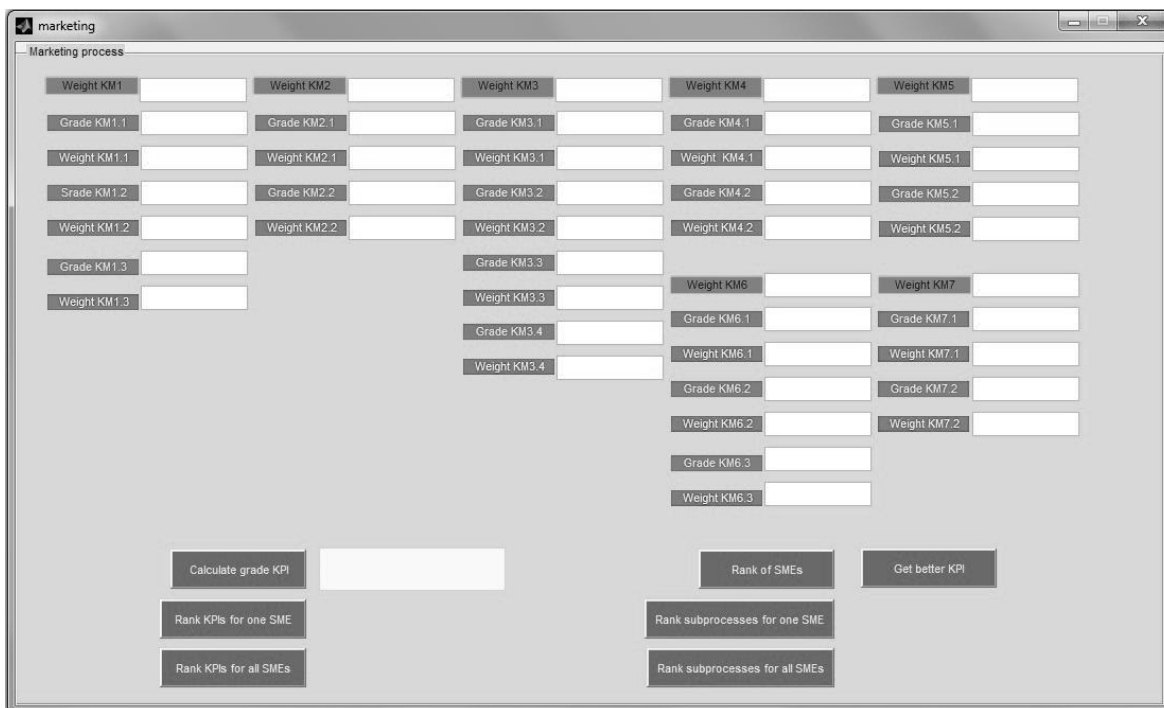 marketing
Marketing process
Weight KM1 Weight KM2 Weight KM3 Weight KM4 Weight KM5
Grade KM1.1 Grade KM2.1 Grade KM3.1 Grade KM4.1 Grade KM5.1
Weight KM1.1 Weight KM2.1 Weight KM3.1 Weight KM4.1 Weight KM5.1
Srade KM1.2 Grade KM2.2 Grade KM3.2 Grade KM4.2 Grade KM5.2
Weight KM1.2 Weight KM2.2 Weight KM3.2 Weight KM4.2 Weight KM5.2
Grade KM1.3 Grade KM3.3
Weight KM6 Weight KM7
Weight KM1.3 Weight KM3.3
Grade KM6.1 Grade KM7.1
Grade KM3.4
Weight KM6.1 Weight KM7.1
Weight KM3.4
Grade KM6.2 Grade KM7.2
Weight KM6.2 Weight KM7.2
Grade KM6.3
Weight KM6.3
Calculate grade KPI Rank of SMEs Get better KPI
Rank KPIs for one SME Rank subprocesses for one SME
Rank KPIs for all SMEs Rank subprocesses for all SMEs